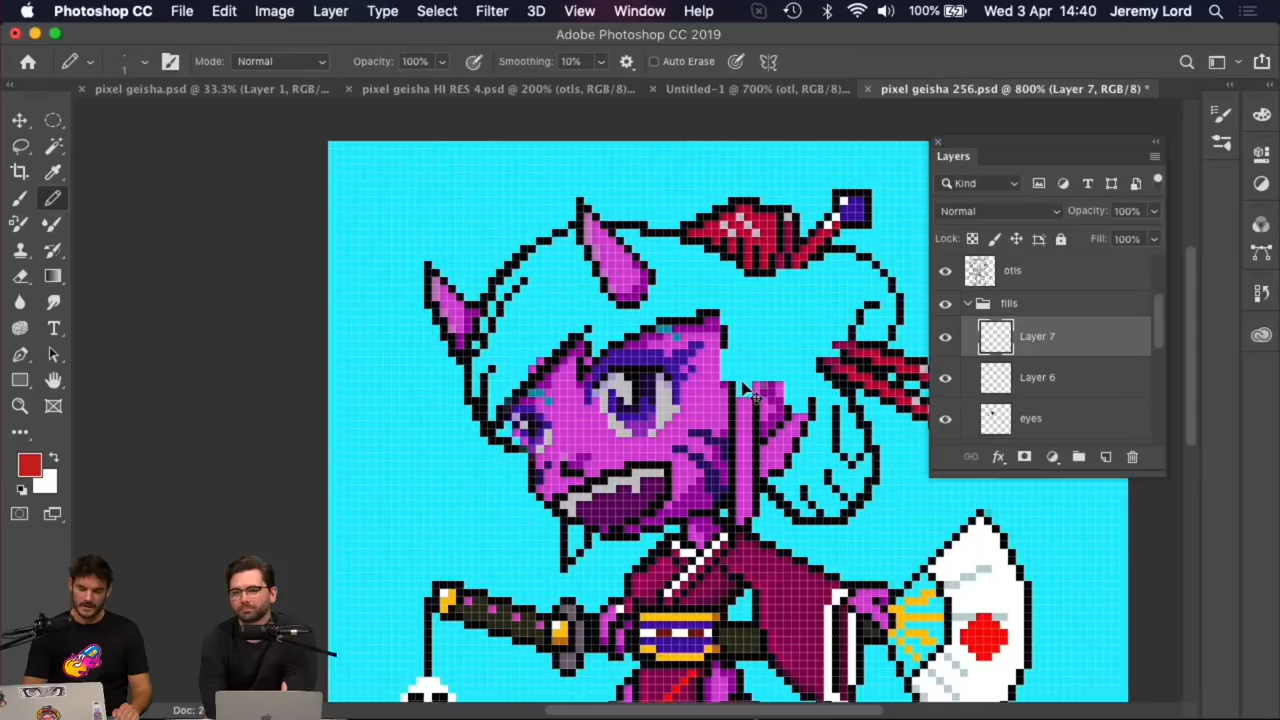 Photoshop CC File Edit Image Layer Type Select Filter 3D View Window Help 100% Wed 3 Apr 14:40 Jeremy Lord
Adobe Photoshop CC 2019
1 Mode: Normal Opacity: 100% Smoothing: 10% Auto Erase
pixel geisha.psd @ 33.3% (Layer 1, RGB/... pixel geisha HI RES 4.psd @ 200% (otls, RGB/8)... Untitled-1 @ 700% (otl, RGB/8)... pixel geisha 256.psd @ 800% (Layer 7, RGB/8) *
Layers
Kind
Normal Opacity: 100%
Lock: Fill: 100%
otls
fills
Layer 7
Layer 6
eyes
fx
Doc: 2